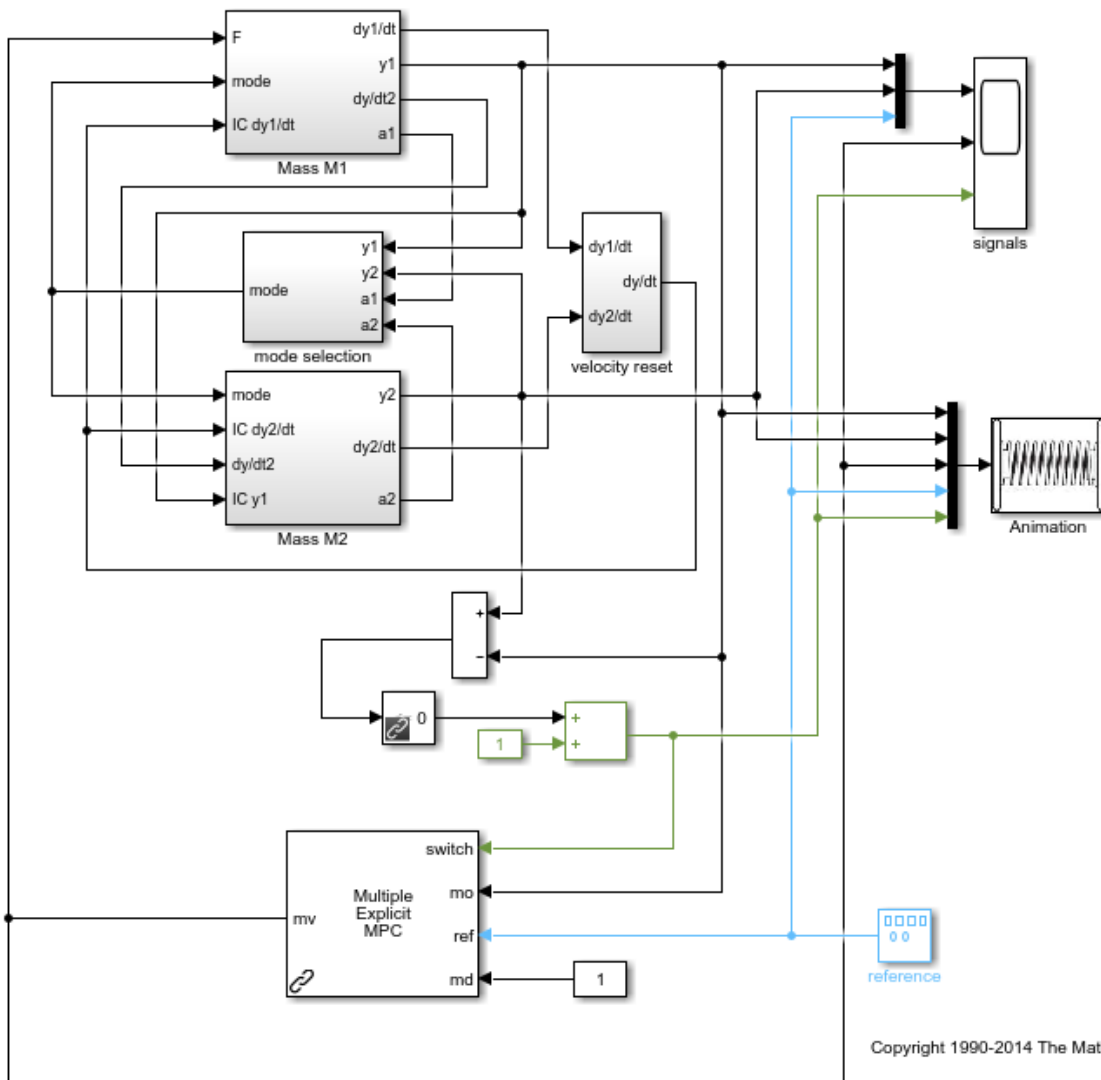 F
mode
IC dy1/dt
dy1/dt
y1
dy/dt2
a1
Mass M1
signals
mode
y1
y2
a1
a2
mode selection
dy1/dt
dy2/dt
dy/dt
velocity reset
mode
IC dy2/dt
dy/dt2
IC y1
y2
dy2/dt
a2
Mass M2
Animation
+
−
0
1
+
+
switch
mo
ref
md
mv
Multiple
Explicit
MPC
1
0 0
reference
Copyright 1990-2014 The Mat